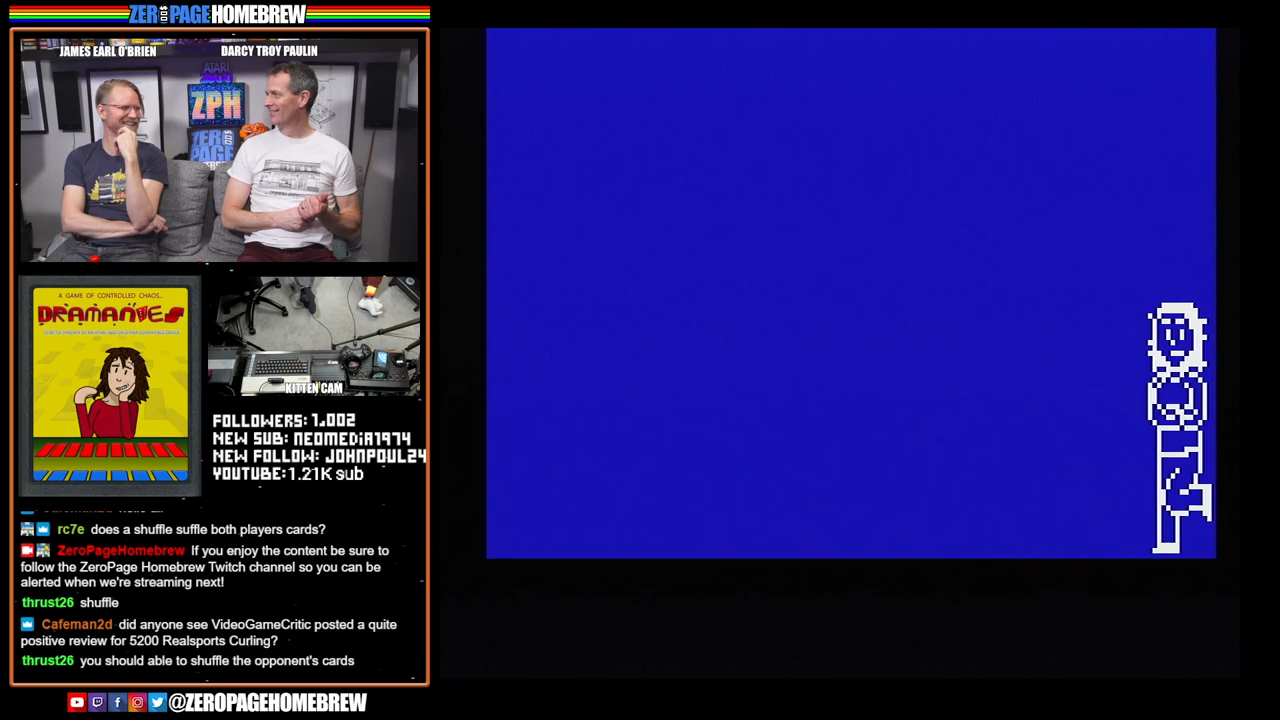 ZEROPAGE HOMEBREW
JAMES EARL O'BRIEN
DARCY TROY PAULIN
ATARI
ZPH
ZERO
PAGE
A GAME OF CONTROLLED CHAOS...
DRAMANTES
KITTEN CAM
FOLLOWERS: 1,002
NEW SUB: NEOMEDIA1974
NEW FOLLOW: JOHNPOUL24
YOUTUBE: 1.21K sub
rc7e does a shuffle suffle both players cards?
ZeroPageHomebrew If you enjoy the content be sure to
follow the ZeroPage Homebrew Twitch channel so you can be
alerted when we're streaming next!
thrust26 shuffle
Cafeman2d did anyone see VideoGameCritic posted a quite
positive review for 5200 Realsports Curling?
thrust26 you should able to shuffle the opponent's cards
@ZEROPAGEHOMEBREW